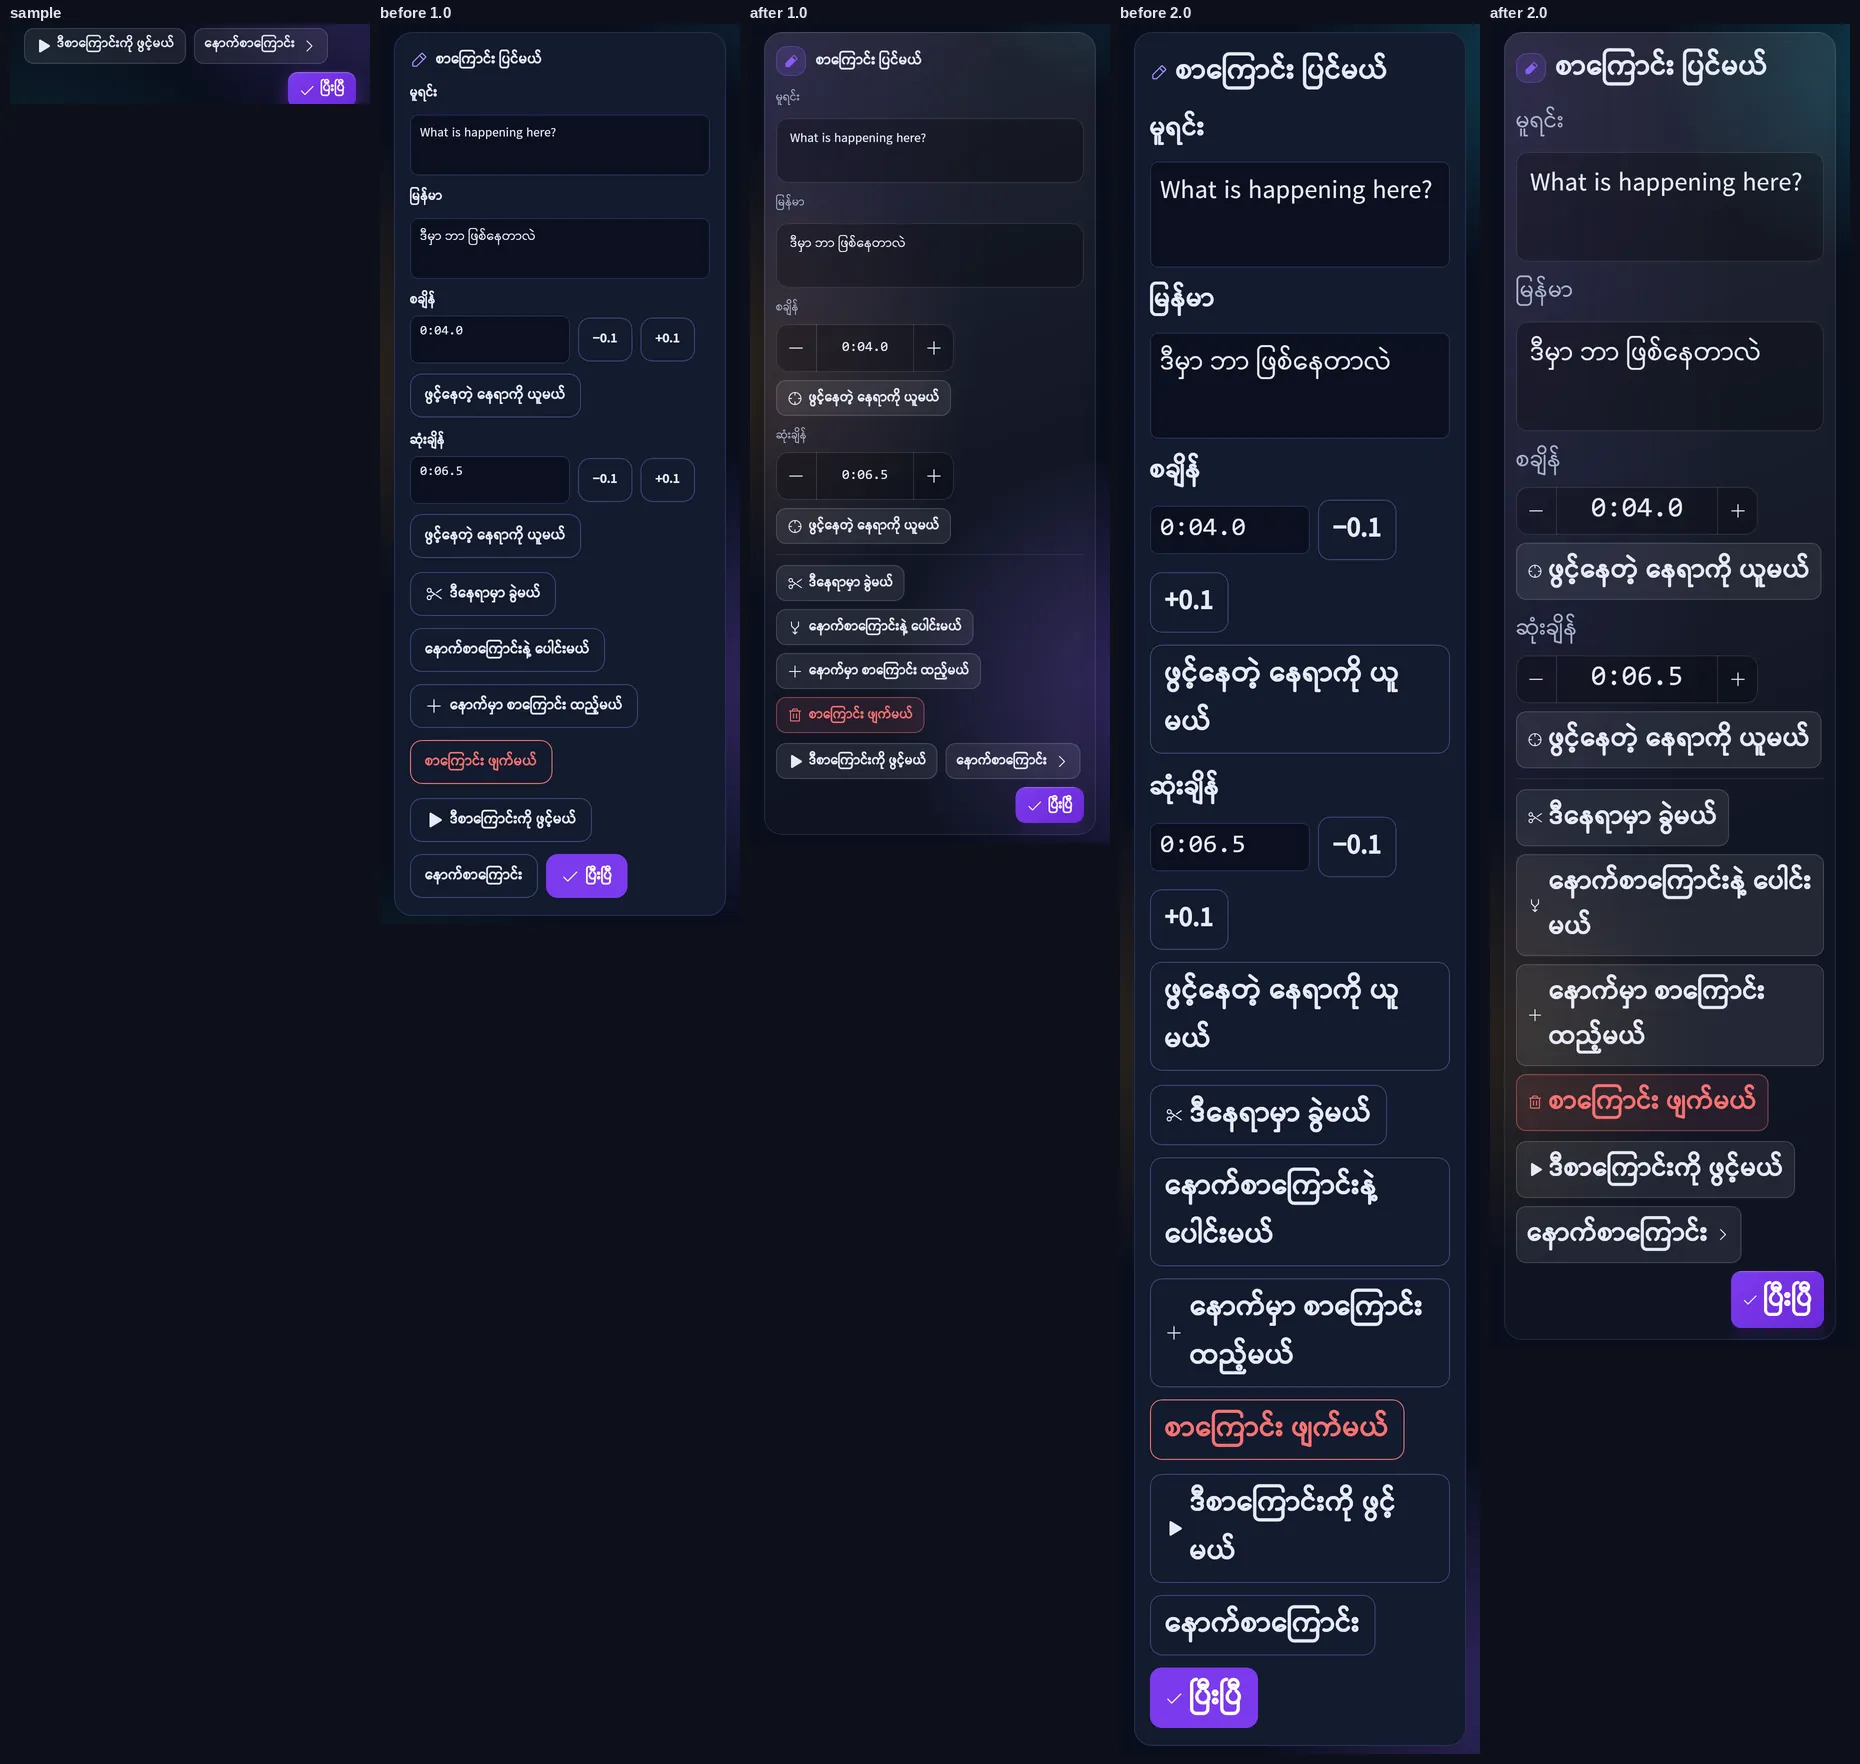 sample
ဒီစာကြောင်းကို ဖွင့်မယ်
နောက်စာကြောင်း
ပြီးပြီ
before 1.0
စာကြောင်း ပြင်မယ်
မူရင်း
What is happening here?
မြန်မာ
ဒီမှာ ဘာ ဖြစ်နေတာလဲ
စချိန်
0:04.0
−0.1
+0.1
ဖွင့်နေတဲ့ နေရာကို ယူမယ်
ဆုံးချိန်
0:06.5
−0.1
+0.1
ဖွင့်နေတဲ့ နေရာကို ယူမယ်
ဒီနေရာမှာ ခွဲမယ်
နောက်စာကြောင်းနဲ့ ပေါင်းမယ်
နောက်မှာ စာကြောင်း ထည့်မယ်
စာကြောင်း ဖျက်မယ်
ဒီစာကြောင်းကို ဖွင့်မယ်
နောက်စာကြောင်း
ပြီးပြီ
after 1.0
စာကြောင်း ပြင်မယ်
မူရင်း
What is happening here?
မြန်မာ
ဒီမှာ ဘာ ဖြစ်နေတာလဲ
စချိန်
0:04.0
ဖွင့်နေတဲ့ နေရာကို ယူမယ်
ဆုံးချိန်
0:06.5
ဖွင့်နေတဲ့ နေရာကို ယူမယ်
ဒီနေရာမှာ ခွဲမယ်
နောက်စာကြောင်းနဲ့ ပေါင်းမယ်
နောက်မှာ စာကြောင်း ထည့်မယ်
စာကြောင်း ဖျက်မယ်
ဒီစာကြောင်းကို ဖွင့်မယ်
နောက်စာကြောင်း
ပြီးပြီ
before 2.0
စာကြောင်း ပြင်မယ်
မူရင်း
What is happening here?
မြန်မာ
ဒီမှာ ဘာ ဖြစ်နေတာလဲ
စချိန်
0:04.0
−0.1
+0.1
ဖွင့်နေတဲ့ နေရာကို ယူ
မယ်
ဆုံးချိန်
0:06.5
−0.1
+0.1
ဖွင့်နေတဲ့ နေရာကို ယူ
မယ်
ဒီနေရာမှာ ခွဲမယ်
နောက်စာကြောင်းနဲ့
ပေါင်းမယ်
နောက်မှာ စာကြောင်း
ထည့်မယ်
စာကြောင်း ဖျက်မယ်
ဒီစာကြောင်းကို ဖွင့်
မယ်
နောက်စာကြောင်း
ပြီးပြီ
after 2.0
စာကြောင်း ပြင်မယ်
မူရင်း
What is happening here?
မြန်မာ
ဒီမှာ ဘာ ဖြစ်နေတာလဲ
စချိန်
0:04.0
ဖွင့်နေတဲ့ နေရာကို ယူမယ်
ဆုံးချိန်
0:06.5
ဖွင့်နေတဲ့ နေရာကို ယူမယ်
ဒီနေရာမှာ ခွဲမယ်
နောက်စာကြောင်းနဲ့ ပေါင်း
မယ်
နောက်မှာ စာကြောင်း
ထည့်မယ်
စာကြောင်း ဖျက်မယ်
ဒီစာကြောင်းကို ဖွင့်မယ်
နောက်စာကြောင်း
ပြီးပြီ